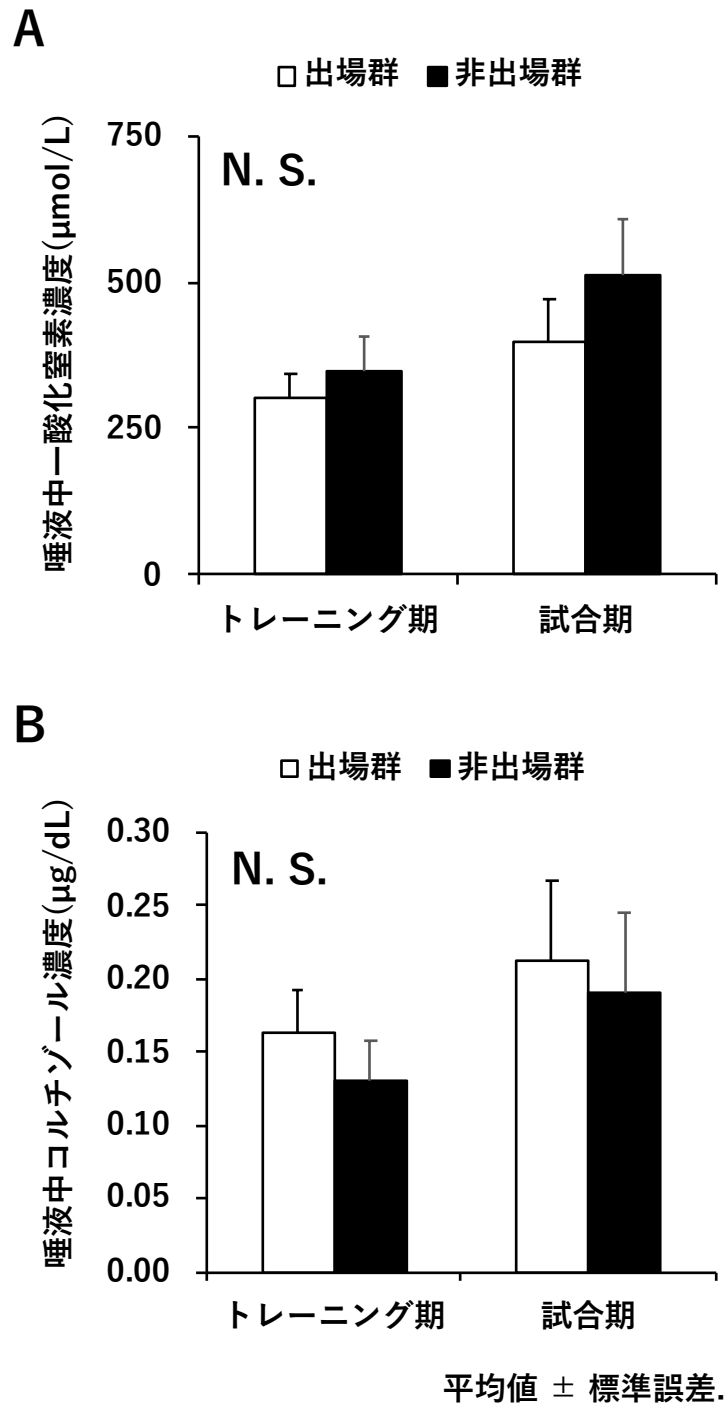 A
□出場群 ■非出場群
唾液中一酸化窒素濃度(μmol/L)
750
N. S.
500
250
0
トレーニング期 試合期
B
□出場群 ■非出場群
唾液中コルチゾール濃度(μg/dL)
0.30
N. S.
0.25
0.20
0.15
0.10
0.05
0.00
トレーニング期 試合期
平均値 ± 標準誤差.